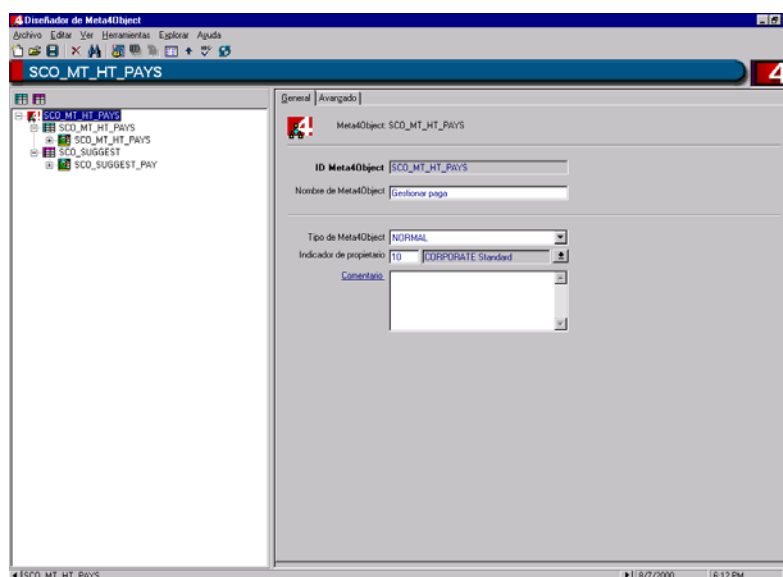 Diseñador de Meta4Object
Archivo Editar Ver Herramientas Explorar Ayuda
SCO_MT_HT_PAYS
SCO_MT_HT_PAYS
SCO_MT_HT_PAYS
SCO_MT_HT_PAYS
SCO_SUGGEST
SCO_SUGGEST_PAY
General Avanzado
Meta4Object: SCO_MT_HT_PAYS
ID Meta4Object SCO_MT_HT_PAYS
Nombre de Meta4Object Gestionar paga
Tipo de Meta4Object NORMAL
Indicador de propietario 10 CORPORATE Standard
Comentario
SCO_MT_HT_PAYS 8/7/2000 6:12 PM